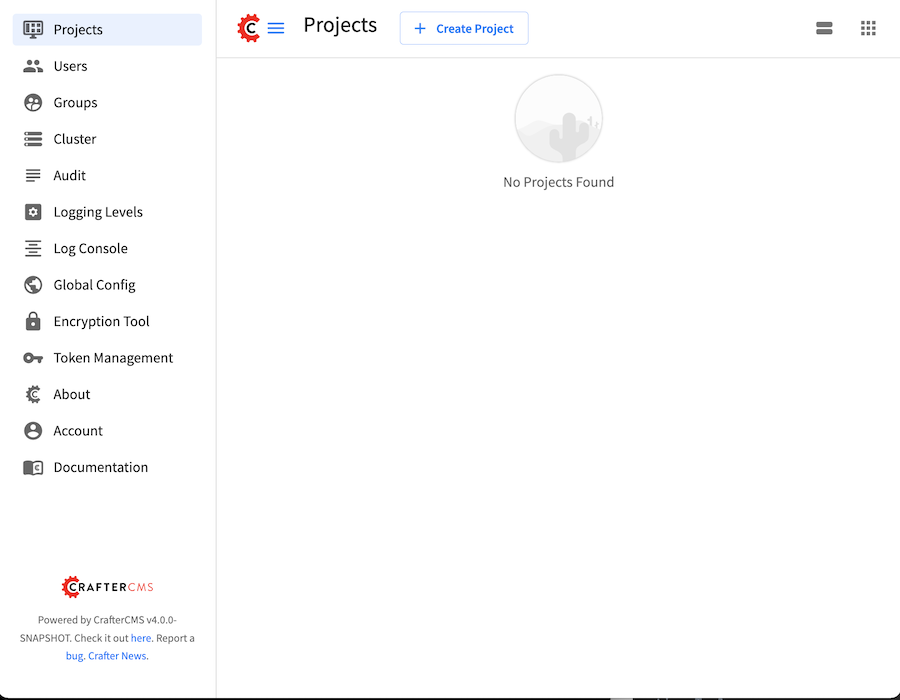 Projects
Users
Groups
Cluster
Audit
Logging Levels
Log Console
Global Config
Encryption Tool
Token Management
About
Account
Documentation
CRAFTERCMS
Powered by CrafterCMS v4.0.0-
SNAPSHOT. Check it out here. Report a
bug. Crafter News.
C
Projects
+ Create Project
No Projects Found